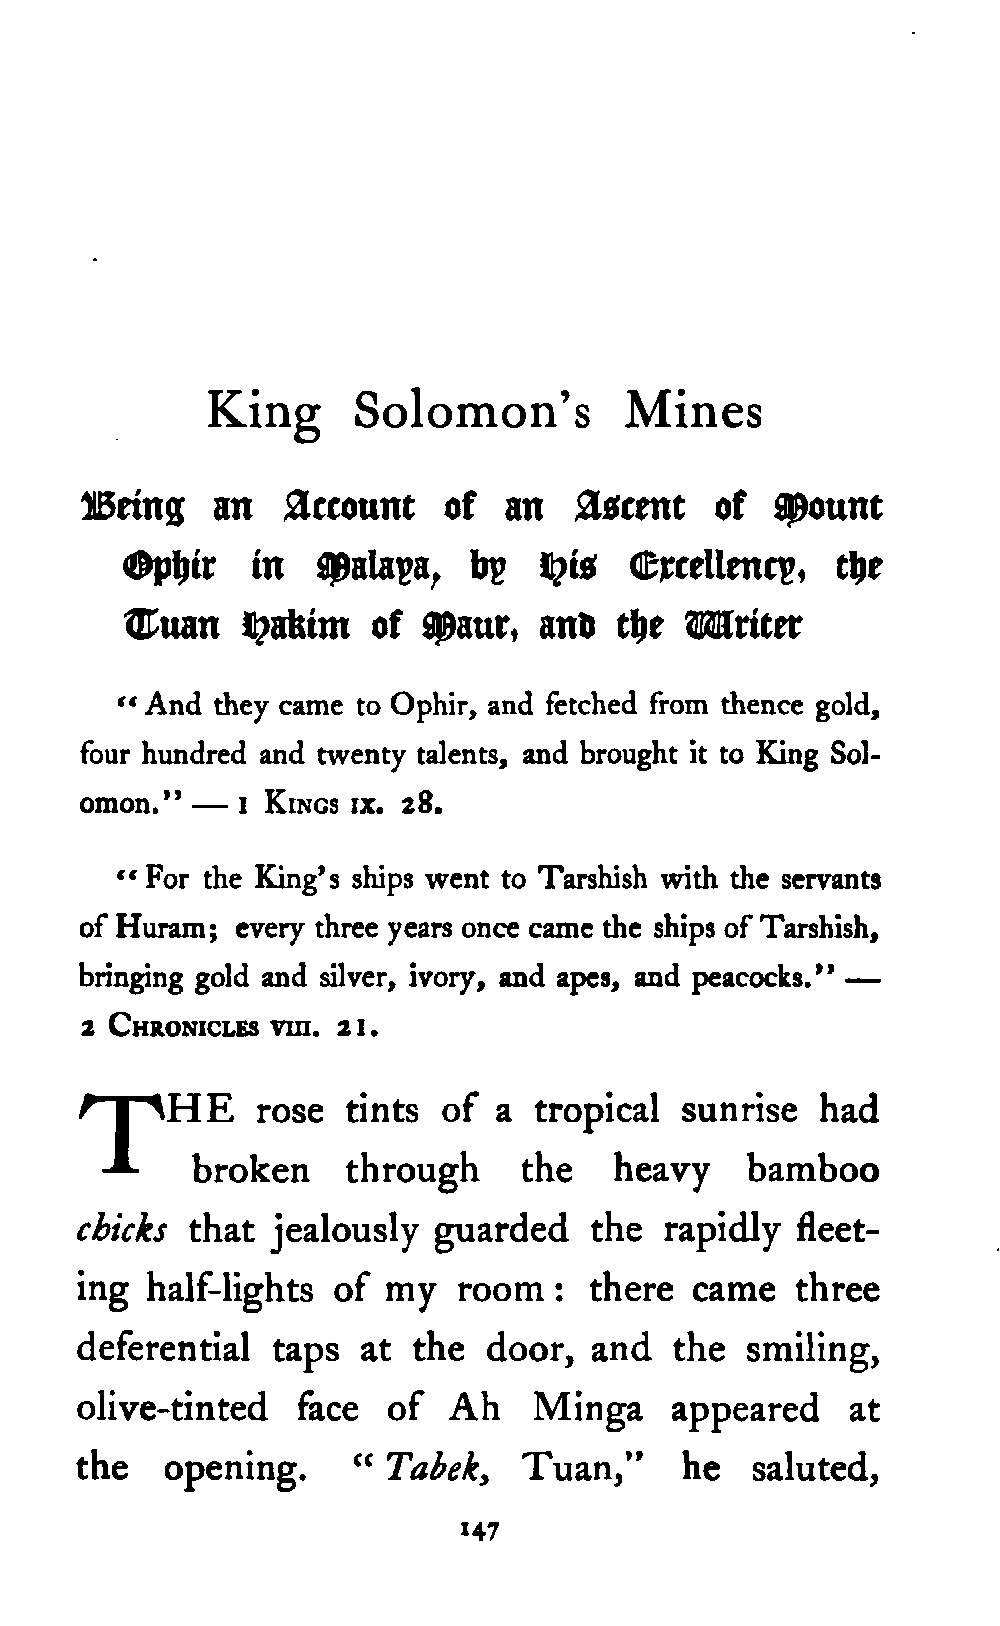 King Solomon's Mines
Being an Account of an Ascent of Mount
Ophir in Malaya, by His Excellency, the
Tuan Hakim of Maur, and the Writer
" And they came to Ophir, and fetched from thence gold,
four hundred and twenty talents, and brought it to King Sol-
omon." — 1 Kings ix. 28.
" For the King's ships went to Tarshish with the servants
of Huram; every three years once came the ships of Tarshish,
bringing gold and silver, ivory, and apes, and peacocks." —
2 Chronicles viii. 21.
THE rose tints of a tropical sunrise had
broken through the heavy bamboo
chicks that jealously guarded the rapidly fleet-
ing half-lights of my room : there came three
deferential taps at the door, and the smiling,
olive-tinted face of Ah Minga appeared at
the opening. " Tabek, Tuan," he saluted,
147